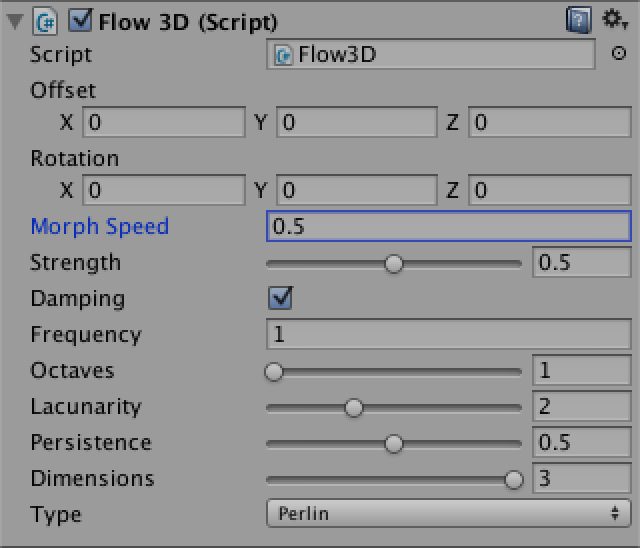 Flow 3D (Script)
Script Flow3D
Offset
X 0 Y 0 Z 0
Rotation
X 0 Y 0 Z 0
Morph Speed 0.5
Strength 0.5
Damping
Frequency 1
Octaves 1
Lacunarity 2
Persistence 0.5
Dimensions 3
Type Perlin